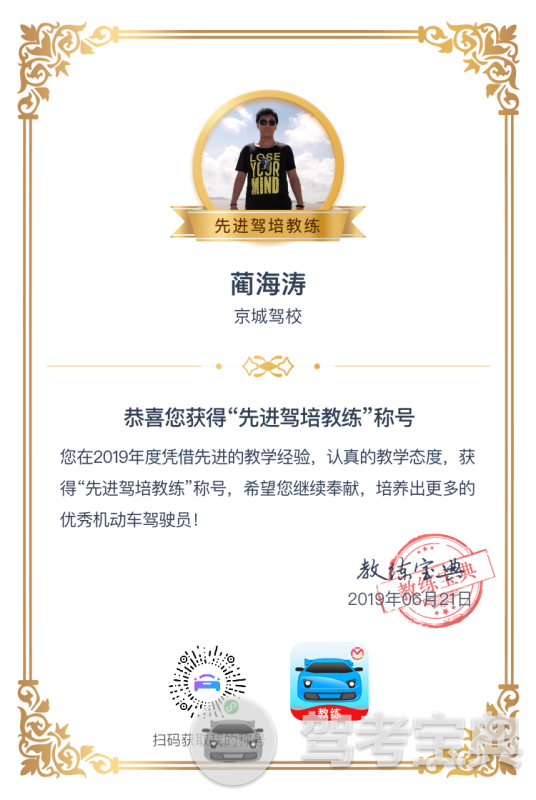 LOSE
YOUR
MIND
先进驾培教练
蔺海涛
京城驾校
恭喜您获得“先进驾培教练”称号
您在2019年度凭借先进的教学经验，认真的教学态度，获
得“先进驾培教练”称号，希望您继续奉献，培养出更多的
优秀机动车驾驶员！
教练宝典
教练宝典
2019年06月21日
教练
扫码获取我的称号
驾考宝典